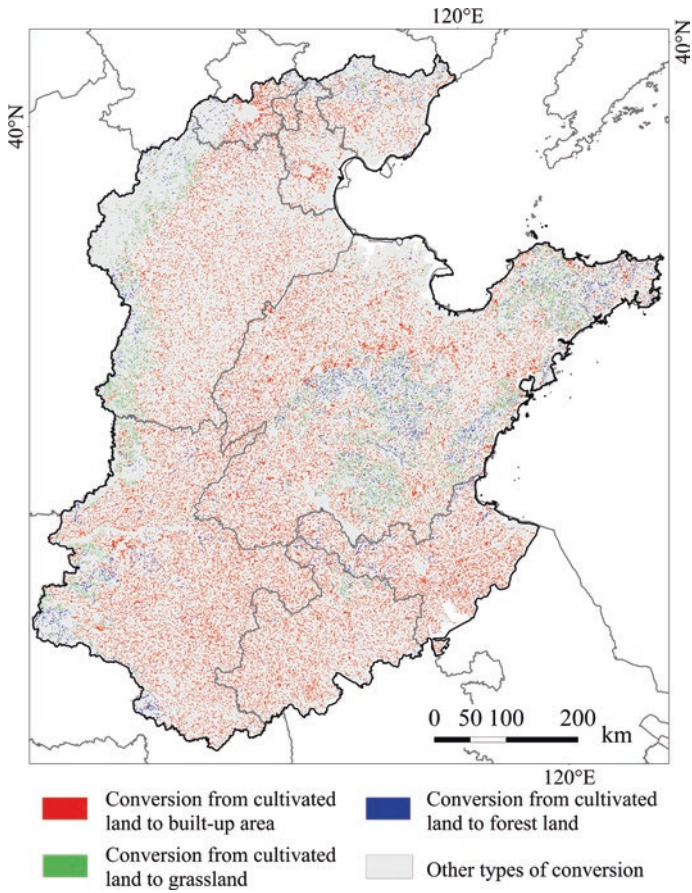 120°E
40°N
40°N
0 50 100 200
km
120°E
Conversion from cultivated
land to built-up area
Conversion from cultivated
land to forest land
Conversion from cultivated
land to grassland
Other types of conversion